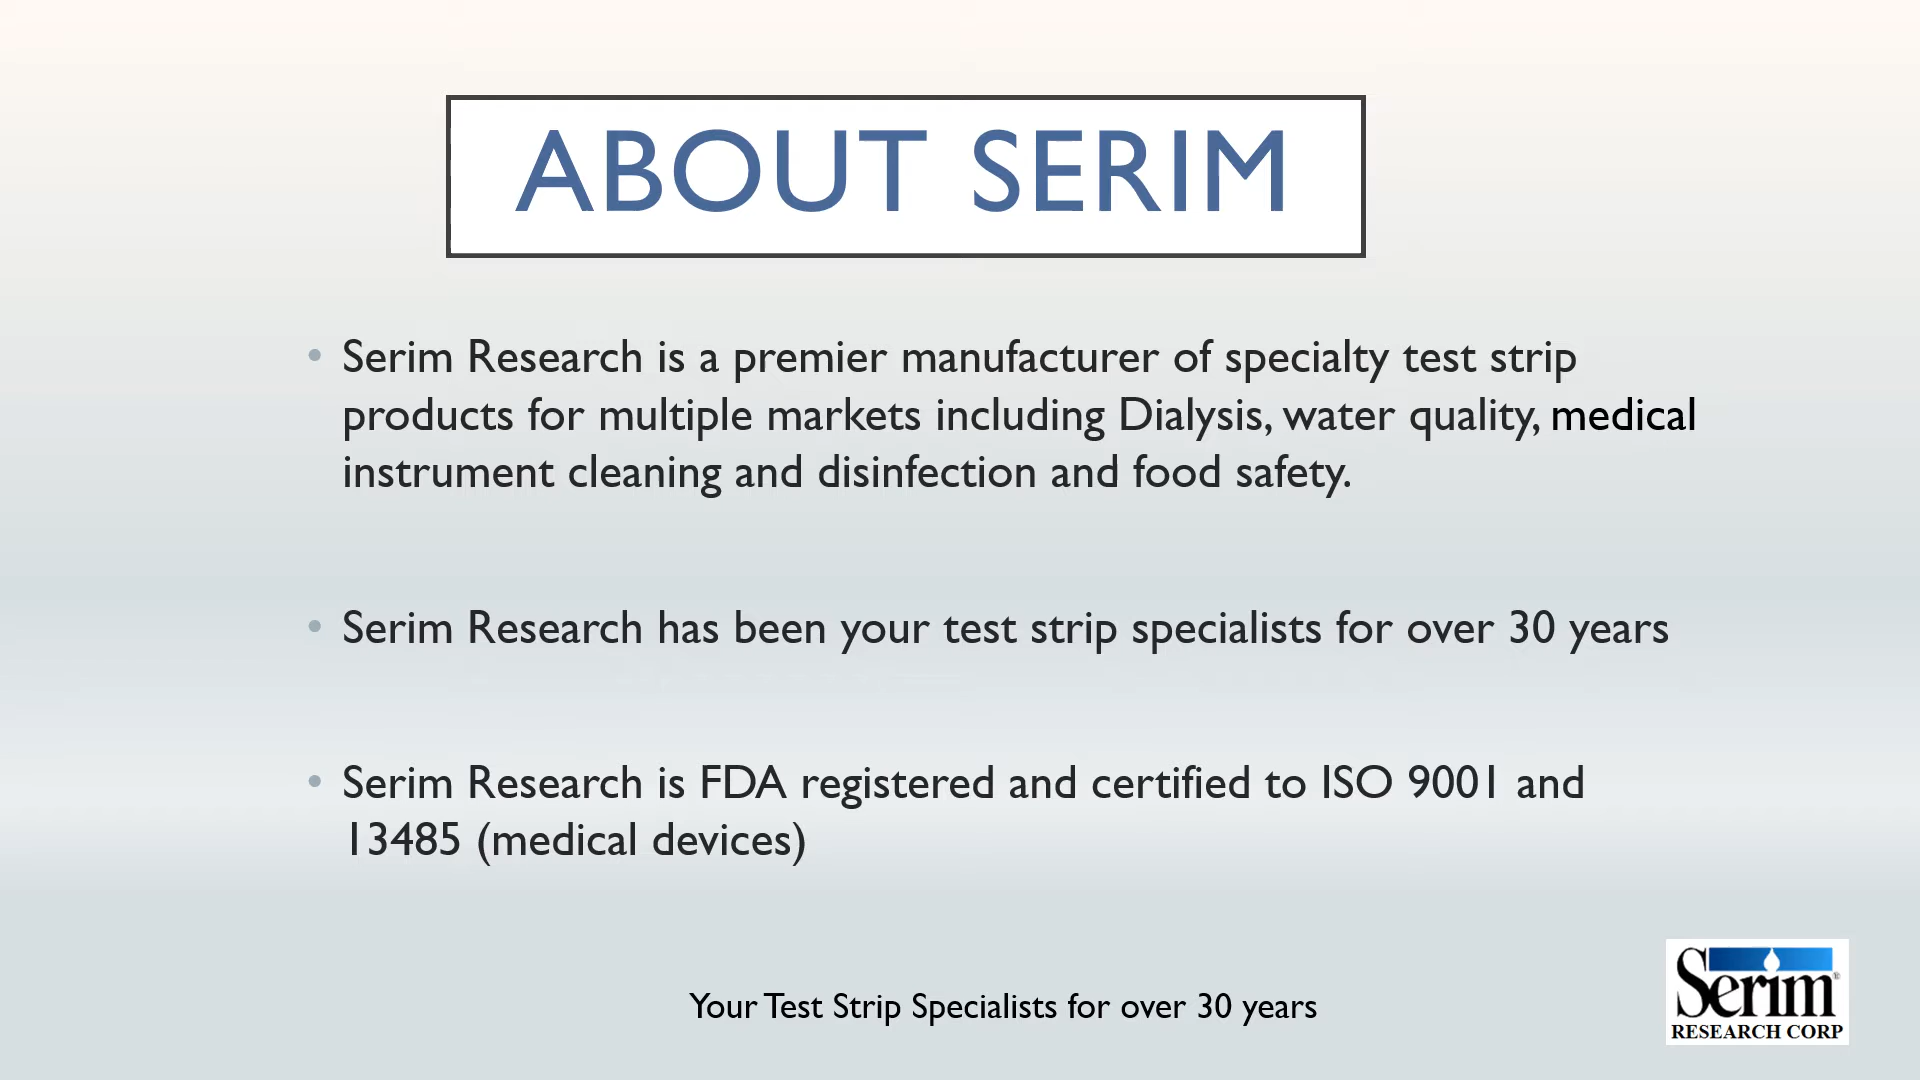 ABOUT SERIM
• Serim Research is a premier manufacturer of specialty test strip
products for multiple markets including Dialysis, water quality, medical
instrument cleaning and disinfection and food safety.
• Serim Research has been your test strip specialists for over 30 years
• Serim Research is FDA registered and certified to ISO 9001 and
13485 (medical devices)
Your Test Strip Specialists for over 30 years
Serim®
RESEARCH CORP